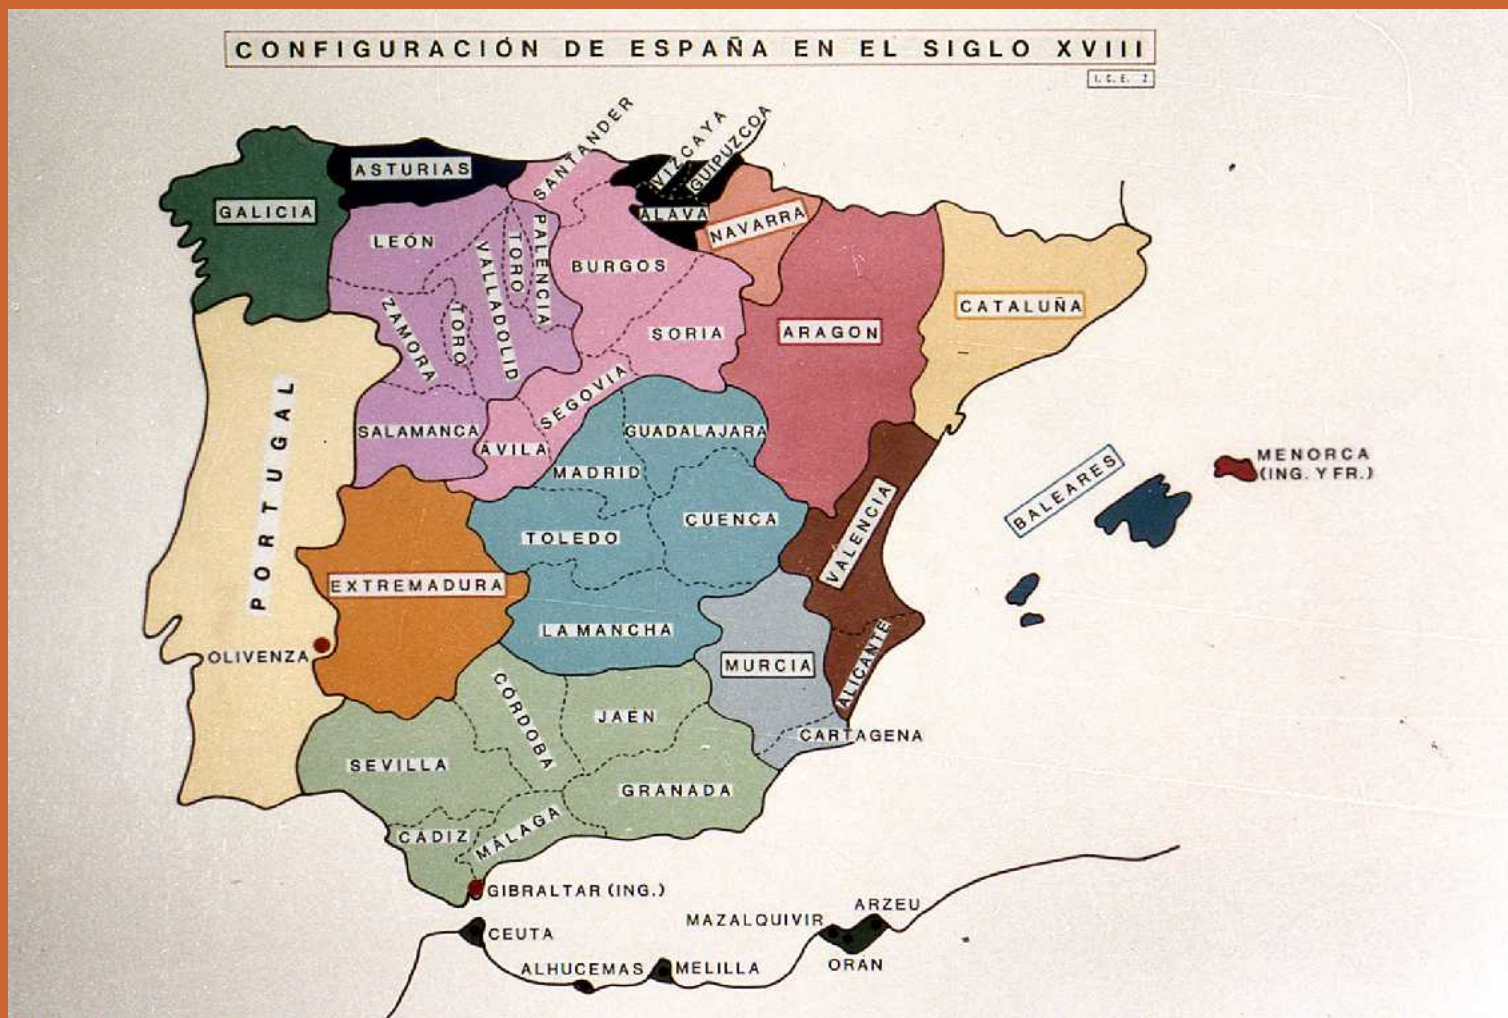 CONFIGURACIÓN DE ESPAÑA EN EL SIGLO XVIII
I.C.E. Z
SANTANDER
VIZCAYA
GUIPUZCOA
ASTURIAS
GALICIA
ALAVA
NAVARRA
LEÓN
PALENCIA
TORO
VALLADOLID
BURGOS
CATALUÑA
ZAMORA
TORO
SORIA
ARAGON
PORTUGAL
SEGOVIA
SALAMANCA
AVILA
GUADALAJARA
MADRID
BALEARES
MENORCA
(ING. Y FR.)
CUENCA
TOLEDO
VALENCIA
EXTREMADURA
LA MANCHA
OLIVENZA
MURCIA
ALICANTE
CÓRDOBA
JAÉN
CARTAGENA
SEVILLA
GRANADA
CÁDIZ
MÁLAGA
GIBRALTAR (ING.)
ARZEU
MAZALQUIVIR
CEUTA
ORÁN
ALHUCEMAS
MELILLA